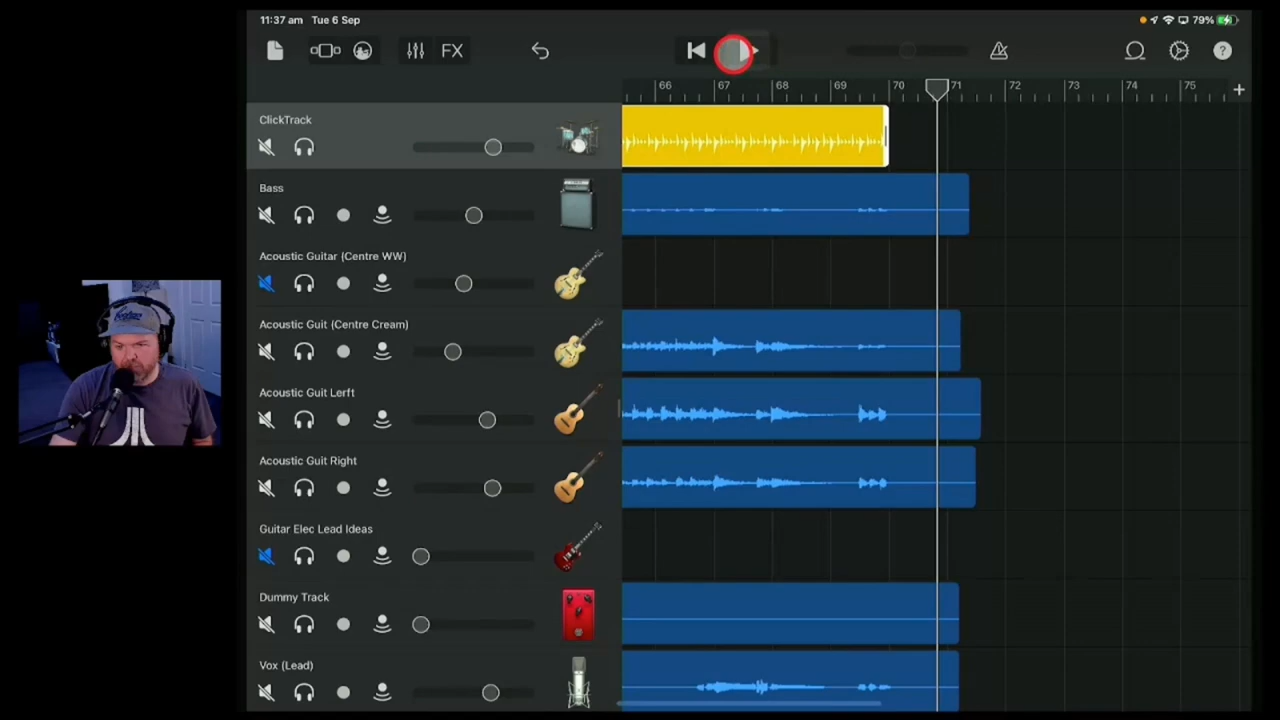 11:37 am Tue 6 Sep
79%
FX
?
66 67 68 69 70 71 72 73 74 75 +
ClickTrack
Bass
Acoustic Guitar (Centre WW)
Acoustic Guit (Centre Cream)
Acoustic Guit Lerft
Acoustic Guit Right
Guitar Elec Lead Ideas
Dummy Track
Vox (Lead)